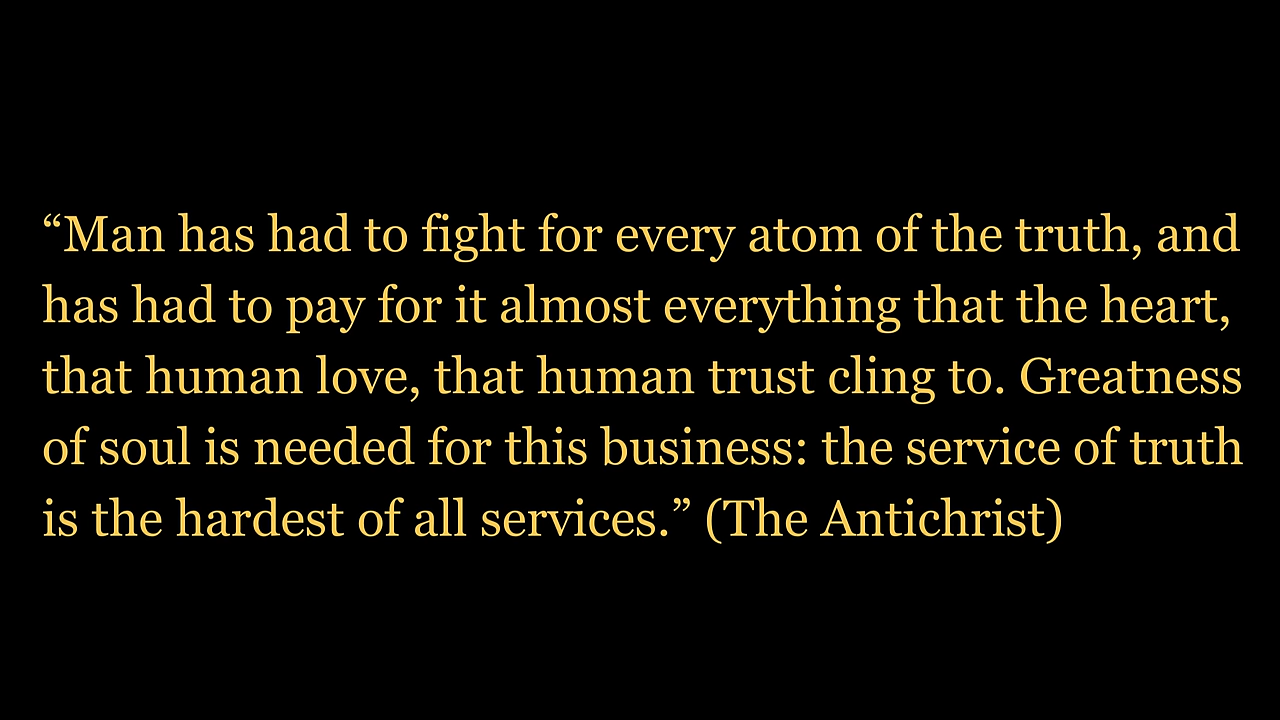 “Man has had to fight for every atom of the truth, and
has had to pay for it almost everything that the heart,
that human love, that human trust cling to. Greatness
of soul is needed for this business: the service of truth
is the hardest of all services.” (The Antichrist)